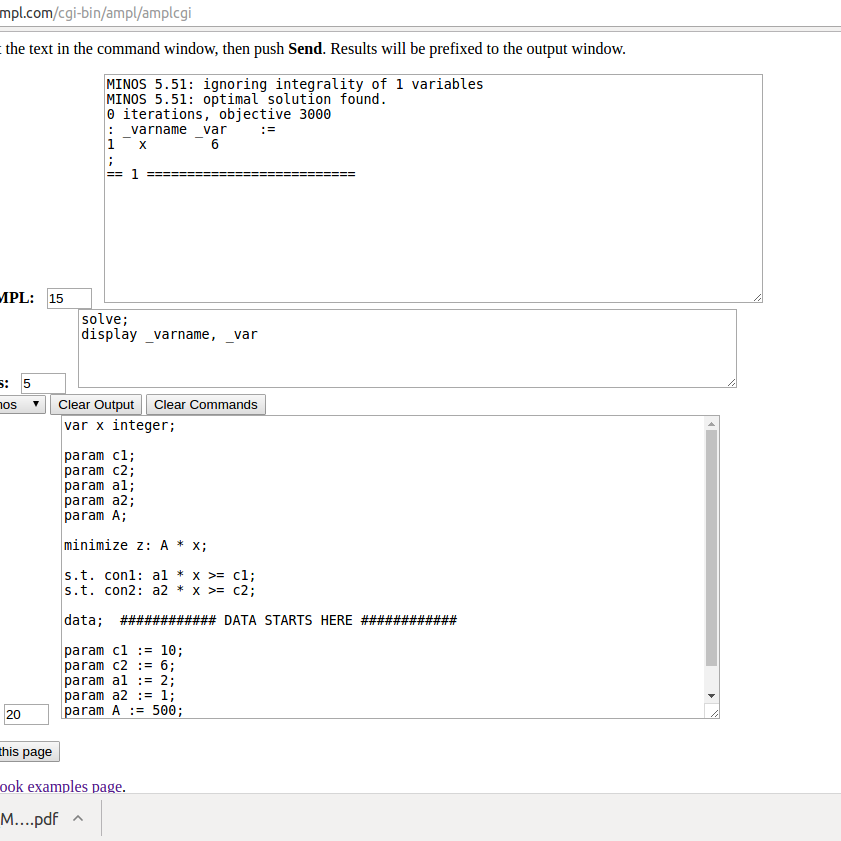 mpl.com/cgi-bin/ampl/amplcgi
t the text in the command window, then push Send. Results will be prefixed to the output window.
MINOS 5.51: ignoring integrality of 1 variables
MINOS 5.51: optimal solution found.
0 iterations, objective 3000
: _varname _var    :=
1   x        6
;
== 1 ==========================
MPL: 15
solve;
display _varname, _var
s: 5
nos ▼ Clear Output Clear Commands
var x integer;
param c1;
param c2;
param a1;
param a2;
param A;
minimize z: A * x;
s.t. con1: a1 * x >= c1;
s.t. con2: a2 * x >= c2;
data;  ############ DATA STARTS HERE ############
param c1 := 10;
param c2 := 6;
param a1 := 2;
param a2 := 1;
param A := 500;
20
this page
ook examples page.
M....pdf